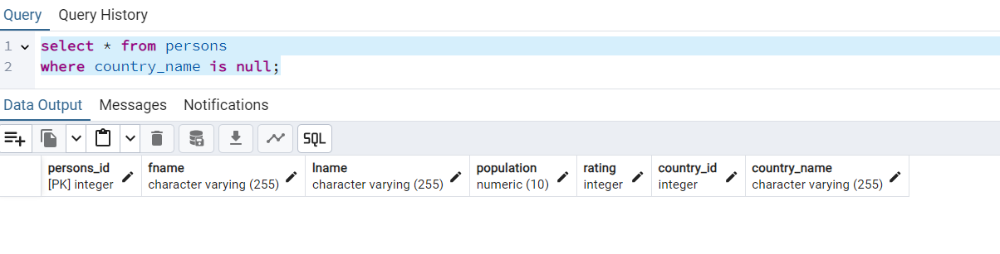 Query Query History
1 select * from persons
2 where country_name is null;
Data Output Messages Notifications
SQL
persons_id fname lname population rating country_id country_name
[PK] integer character varying (255) character varying (255) numeric (10) integer integer character varying (255)